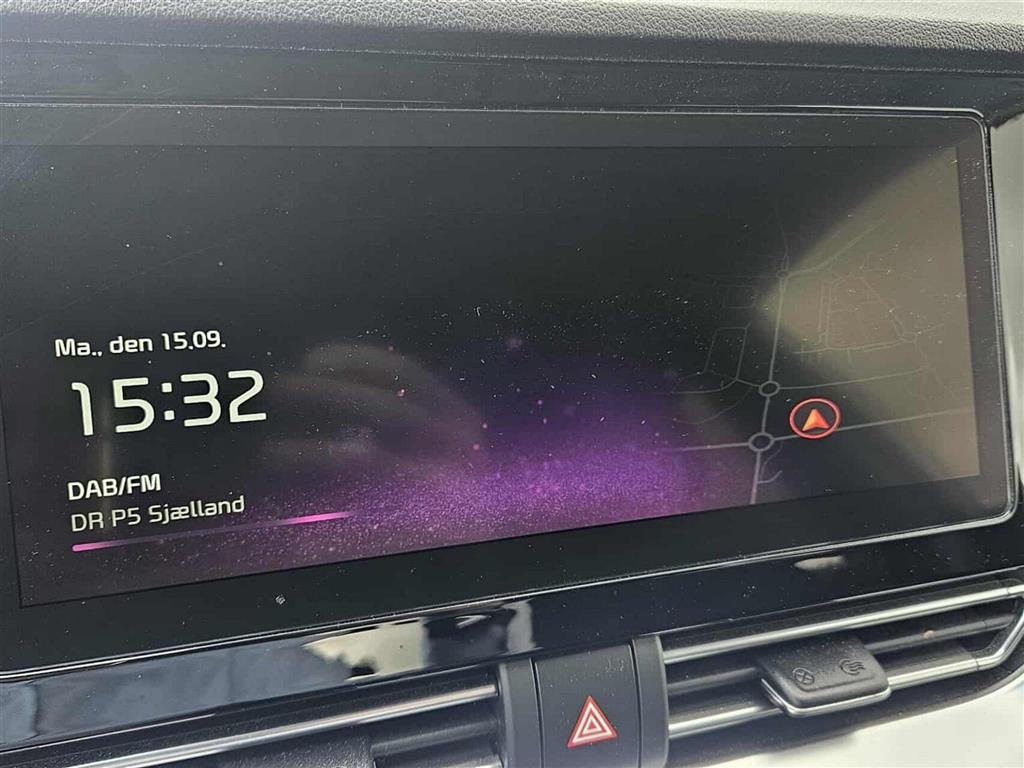 Ma., den 15.09.
15:32
DAB/FM
DR P5 Sjælland